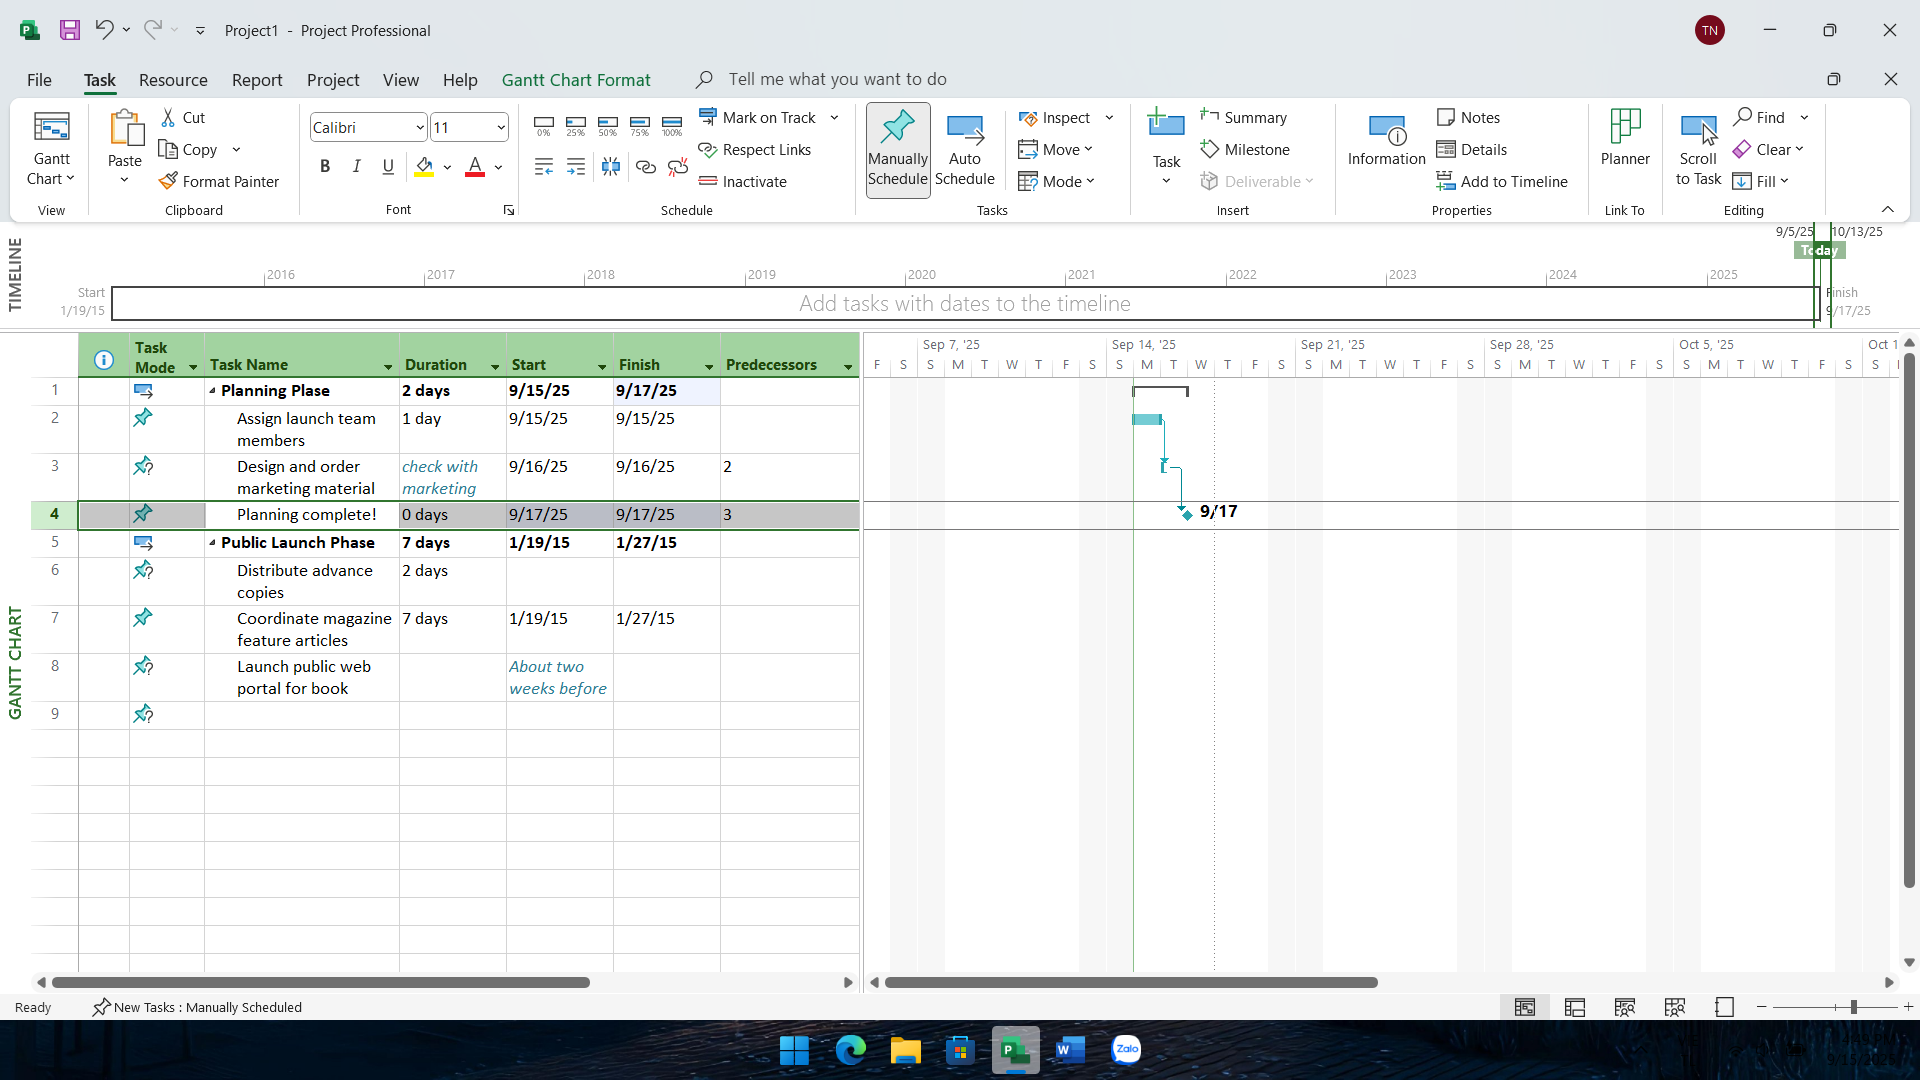 Project1 - Project Professional
TN
File Task Resource Report Project View Help Gantt Chart Format Tell me what you want to do
Gantt Chart
View
Paste
Cut
Copy
Format Painter
Clipboard
Calibri 11
B I U A
Font
0% 25% 50% 75% 100%
Mark on Track
Respect Links
Inactivate
Schedule
Manually Schedule
Auto Schedule
Inspect
Move
Mode
Tasks
Task
Summary
Milestone
Deliverable
Insert
Information
Notes
Details
Add to Timeline
Properties
Planner
Link To
Scroll to Task
Find
Clear
Fill
Editing
TIMELINE
9/5/25 10/13/25
Today
2016 2017 2018 2019 2020 2021 2022 2023 2024 2025
Start
1/19/15
Add tasks with dates to the timeline
Finish
9/17/25
GANTT CHART
Task Mode Task Name Duration Start Finish Predecessors
1 Planning Plase 2 days 9/15/25 9/17/25
2 Assign launch team members 1 day 9/15/25 9/15/25
3 Design and order marketing material check with marketing 9/16/25 9/16/25 2
4 Planning complete! 0 days 9/17/25 9/17/25 3
5 Public Launch Phase 7 days 1/19/15 1/27/15
6 Distribute advance copies 2 days
7 Coordinate magazine feature articles 7 days 1/19/15 1/27/15
8 Launch public web portal for book About two weeks before
9
Sep 7, '25 Sep 14, '25 Sep 21, '25 Sep 28, '25 Oct 5, '25 Oct 1
F S S M T W T F S S M T W T F S S M T W T F S S M T W T F S S M T W T F S S
9/17
Ready New Tasks : Manually Scheduled
Zalo